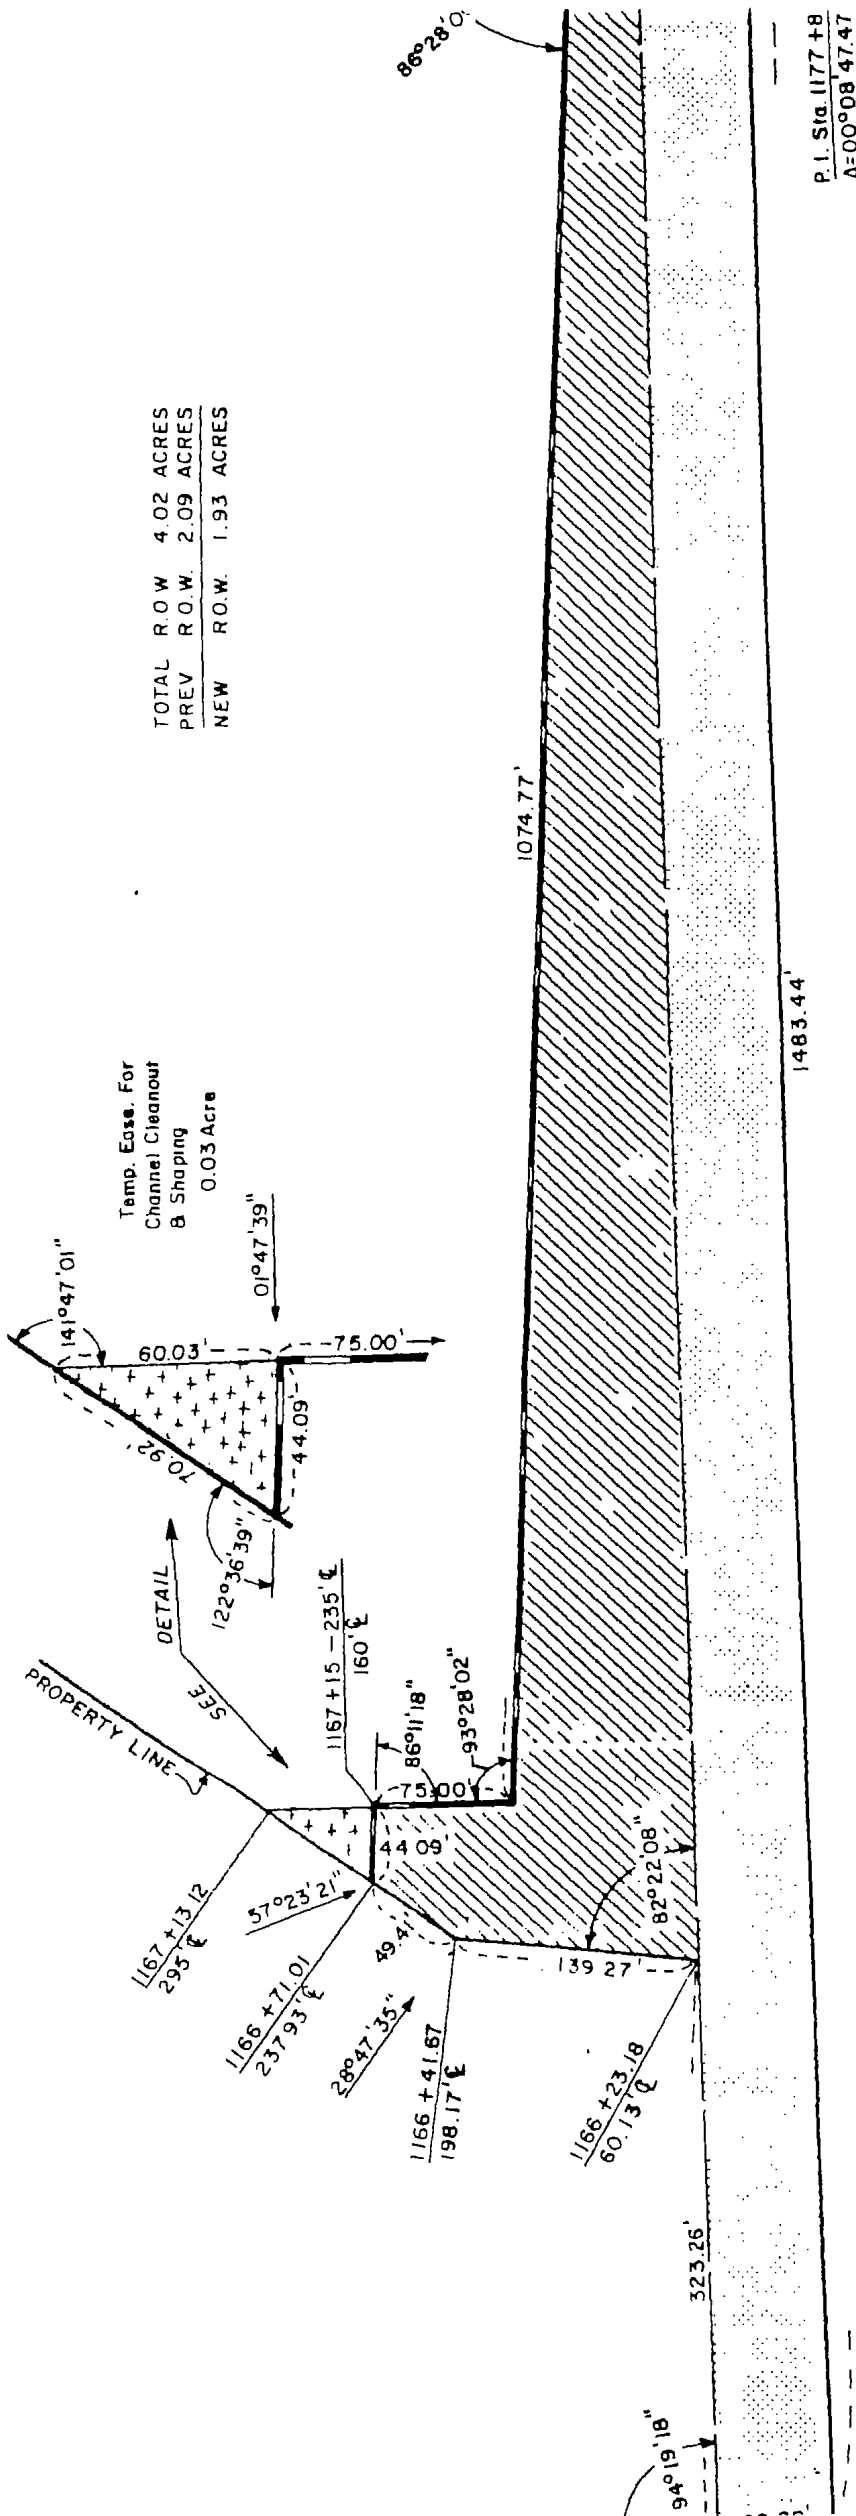 86°28'0
P.I. Sta. 1177 +8
Δ=00°08'47.47
TOTAL R.O.W 4.02 ACRES
PREV R.O.W. 2.09 ACRES
NEW R.O.W. 1.93 ACRES
1074.77'
1483.44'
Temp. Ease. For
Channel Cleanout
& Shaping
0.03 Acre
141°47'01"
60.03'
01°47'39"
75.00'
70.92'
44.09'
122°36'39"
DETAIL
SEE
PROPERTY LINE
1167+15-235'℄
160'℄
86°11'18"
93°28'02"
75.00'
44.09'
1167+13.12
295'℄
57°23'21"
1166+71.01
237.93'℄
49.41'
28°47'35"
1166+41.67
198.17'℄
82°22'08"
139.27'
1166+23.18
60.13'℄
323.26'
94°19'18"